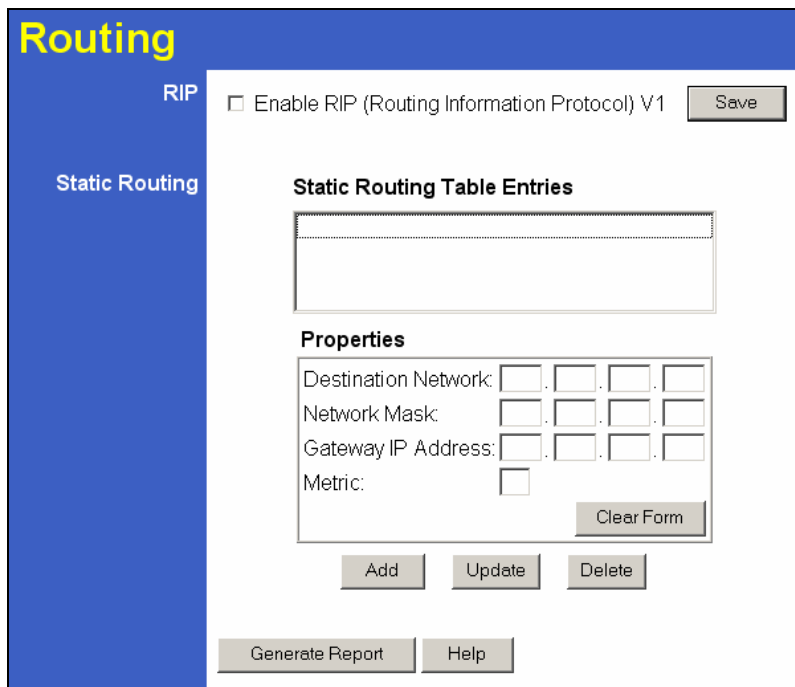 Routing
RIP
Enable RIP (Routing Information Protocol) V1
Save
Static Routing
Static Routing Table Entries
Properties
Destination Network: . . .
Network Mask: . . .
Gateway IP Address: . . .
Metric:
Clear Form
Add Update Delete
Generate Report Help